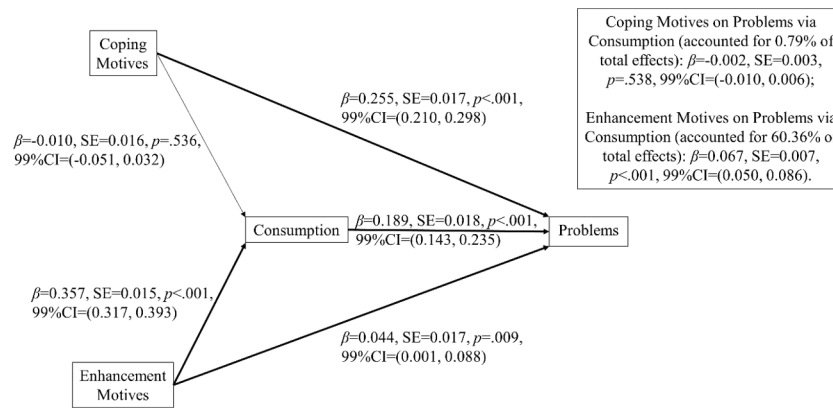 Coping
Motives
Coping Motives on Problems via
Consumption (accounted for 0.79% of
total effects): β=-0.002, SE=0.003,
p=.538, 99%CI=(-0.010, 0.006);
Enhancement Motives on Problems via
Consumption (accounted for 60.36% of
total effects): β=0.067, SE=0.007,
p<.001, 99%CI=(0.050, 0.086).
β=0.255, SE=0.017, p<.001,
99%CI=(0.210, 0.298)
β=-0.010, SE=0.016, p=.536,
99%CI=(-0.051, 0.032)
Consumption
β=0.189, SE=0.018, p<.001,
99%CI=(0.143, 0.235)
Problems
β=0.357, SE=0.015, p<.001,
99%CI=(0.317, 0.393)
β=0.044, SE=0.017, p=.009,
99%CI=(0.001, 0.088)
Enhancement
Motives